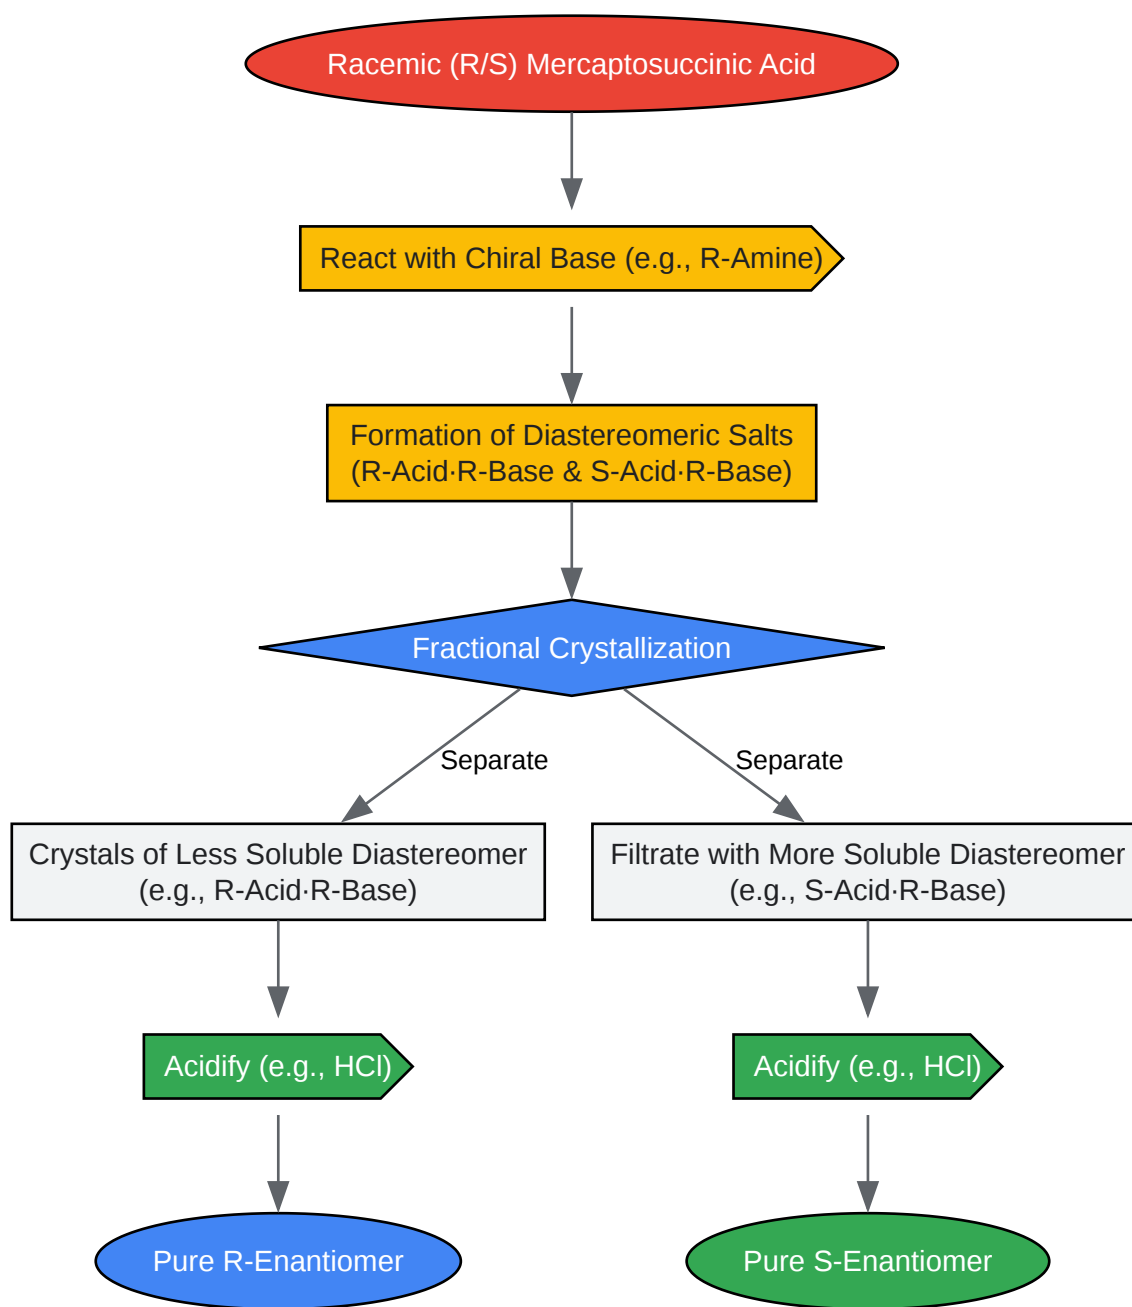 Racemic (R/S) Mercaptosuccinic Acid
React with Chiral Base (e.g., R-Amine)
Formation of Diastereomeric Salts
(R-Acid·R-Base & S-Acid·R-Base)
Fractional Crystallization
Separate
Separate
Crystals of Less Soluble Diastereomer
(e.g., R-Acid·R-Base)
Filtrate with More Soluble Diastereomer
(e.g., S-Acid·R-Base)
Acidify (e.g., HCl)
Acidify (e.g., HCl)
Pure R-Enantiomer
Pure S-Enantiomer